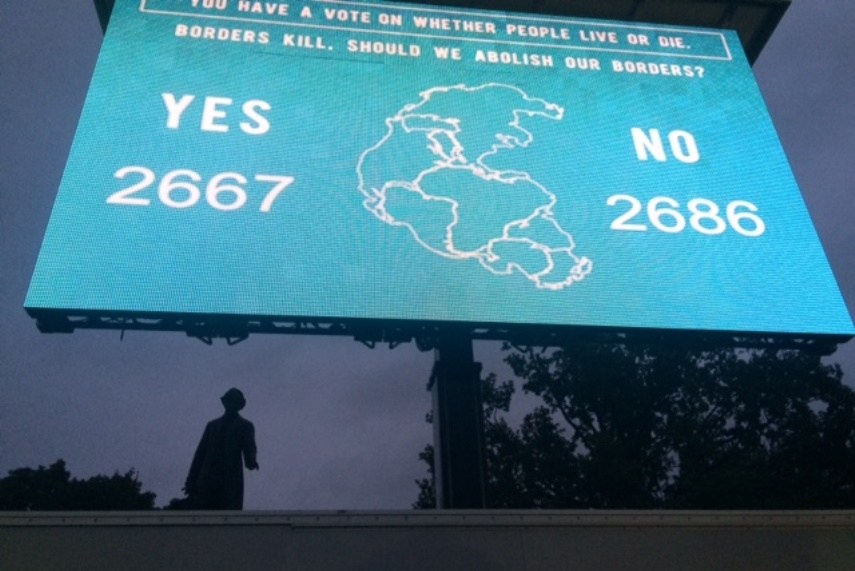 YOU HAVE A VOTE ON WHETHER PEOPLE LIVE OR DIE.
BORDERS KILL. SHOULD WE ABOLISH OUR BORDERS?
YES
NO
2667
2686